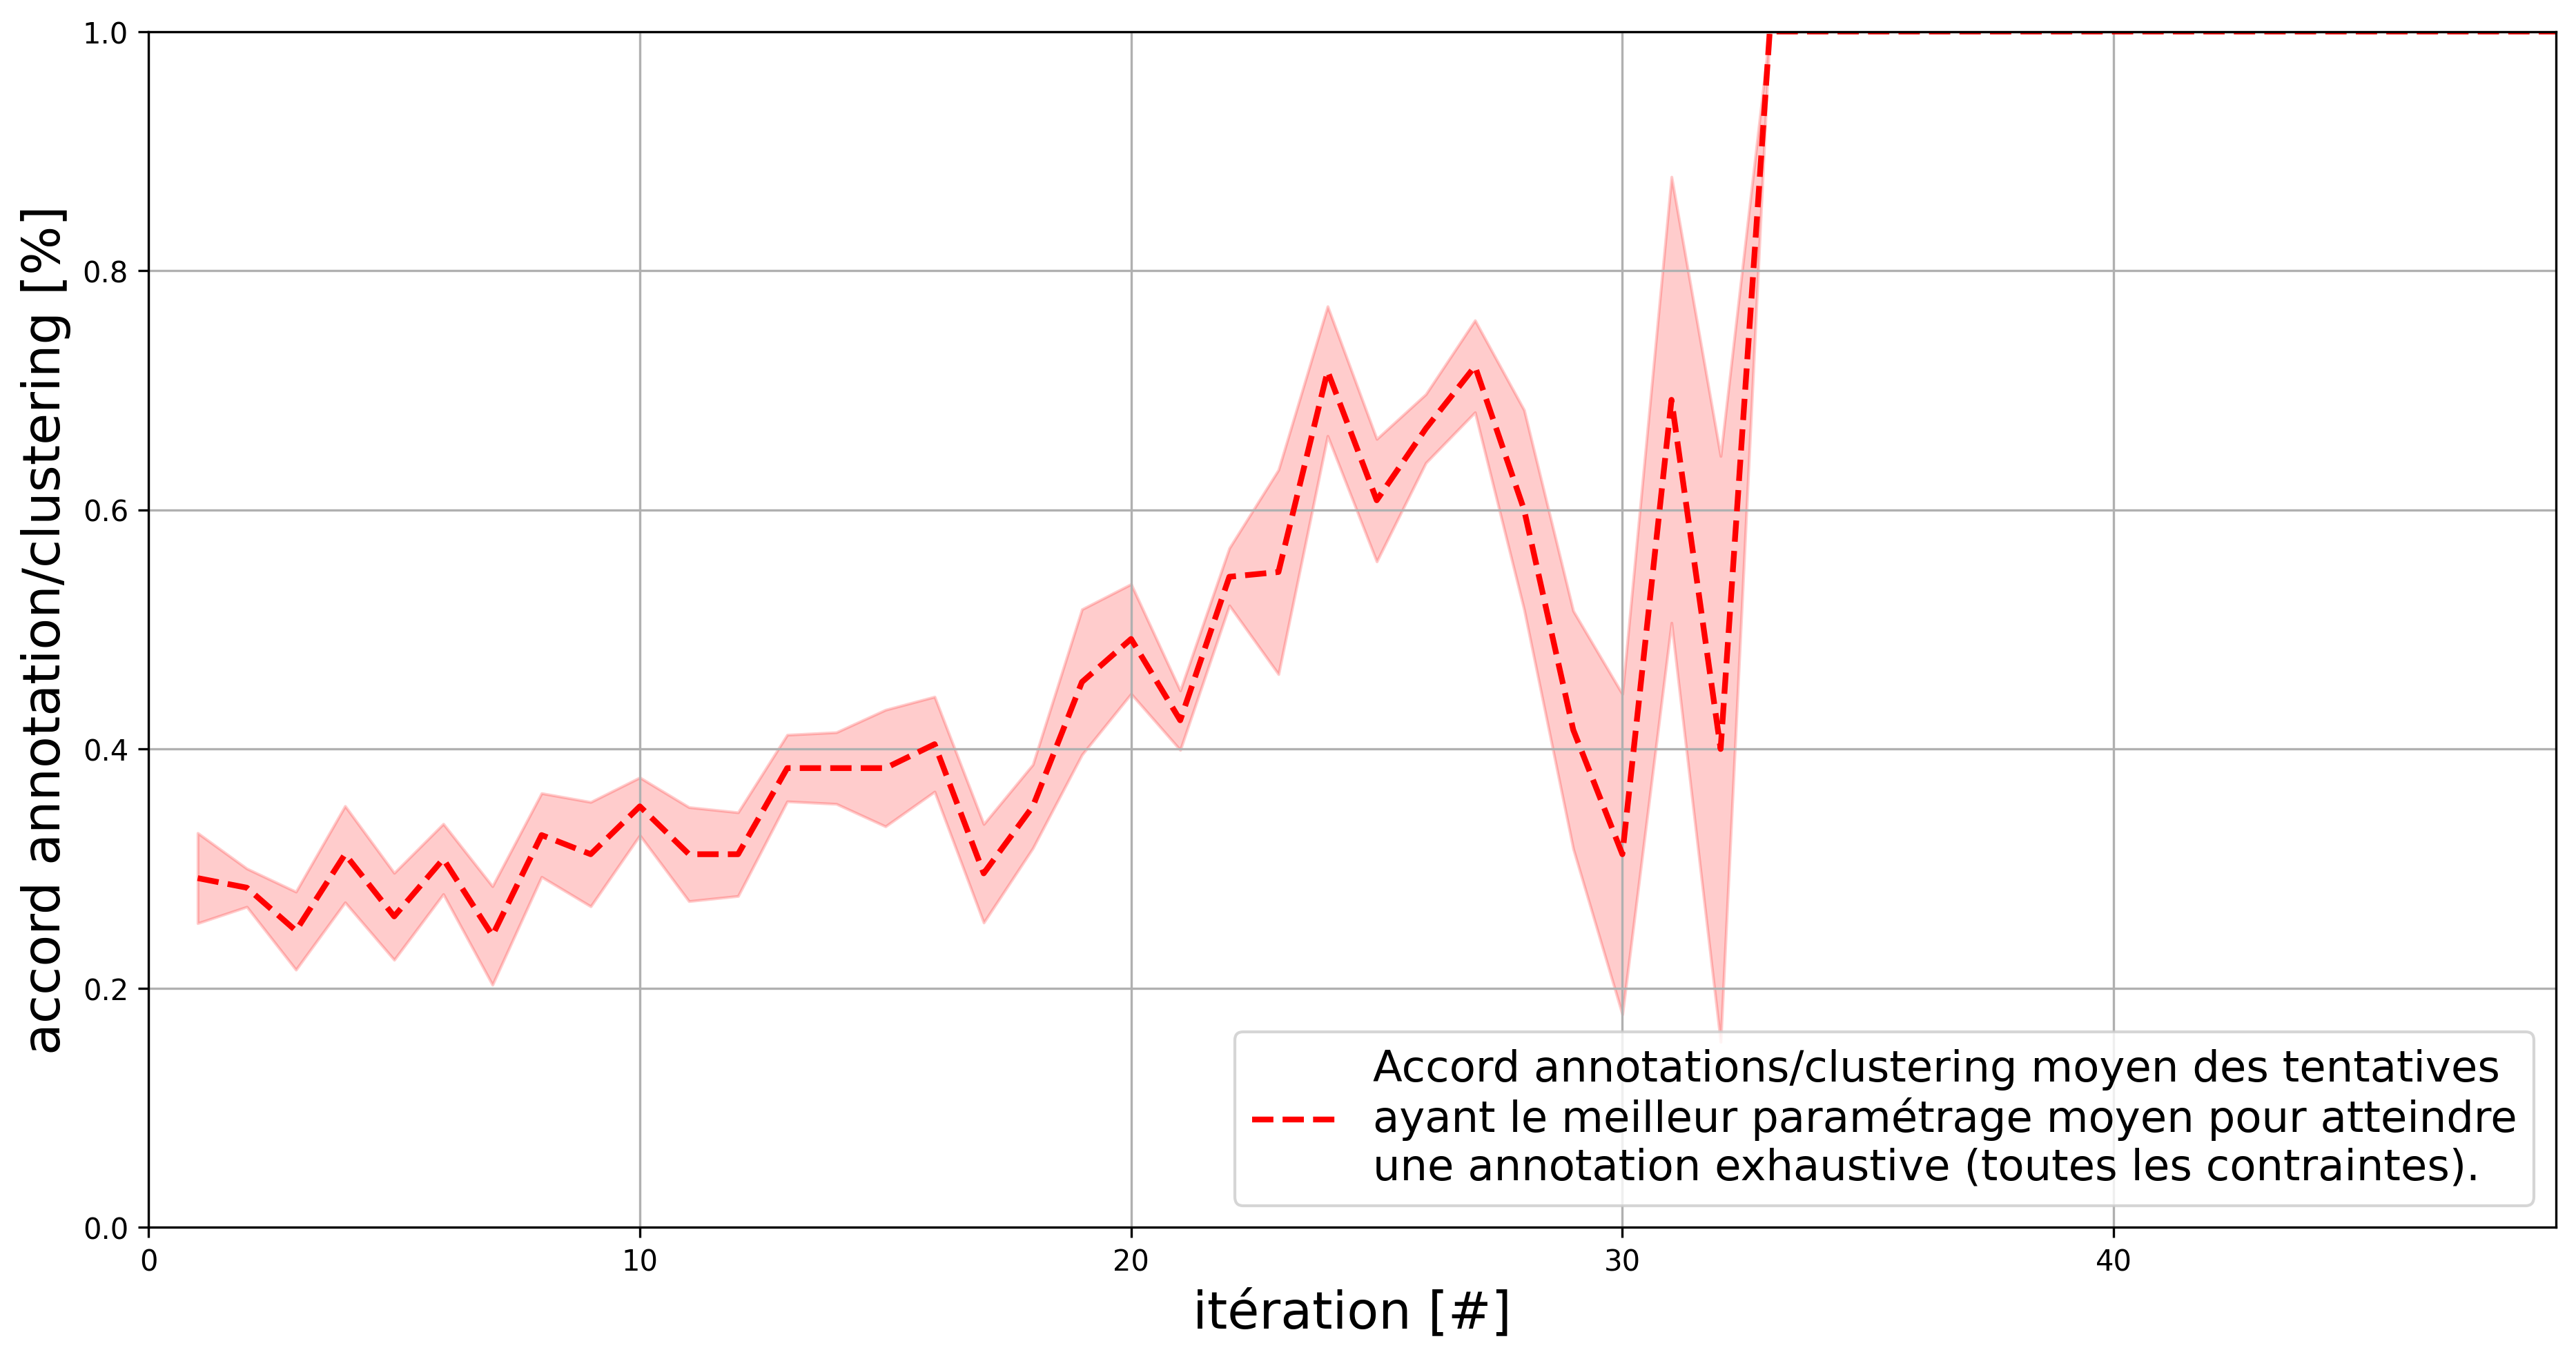 1.0
0.8
0.6
0.4
0.2
0.0
accord annotation/clustering [%]
0
10
20
30
40
itération [#]
Accord annotations/clustering moyen des tentatives
ayant le meilleur paramétrage moyen pour atteindre
une annotation exhaustive (toutes les contraintes).